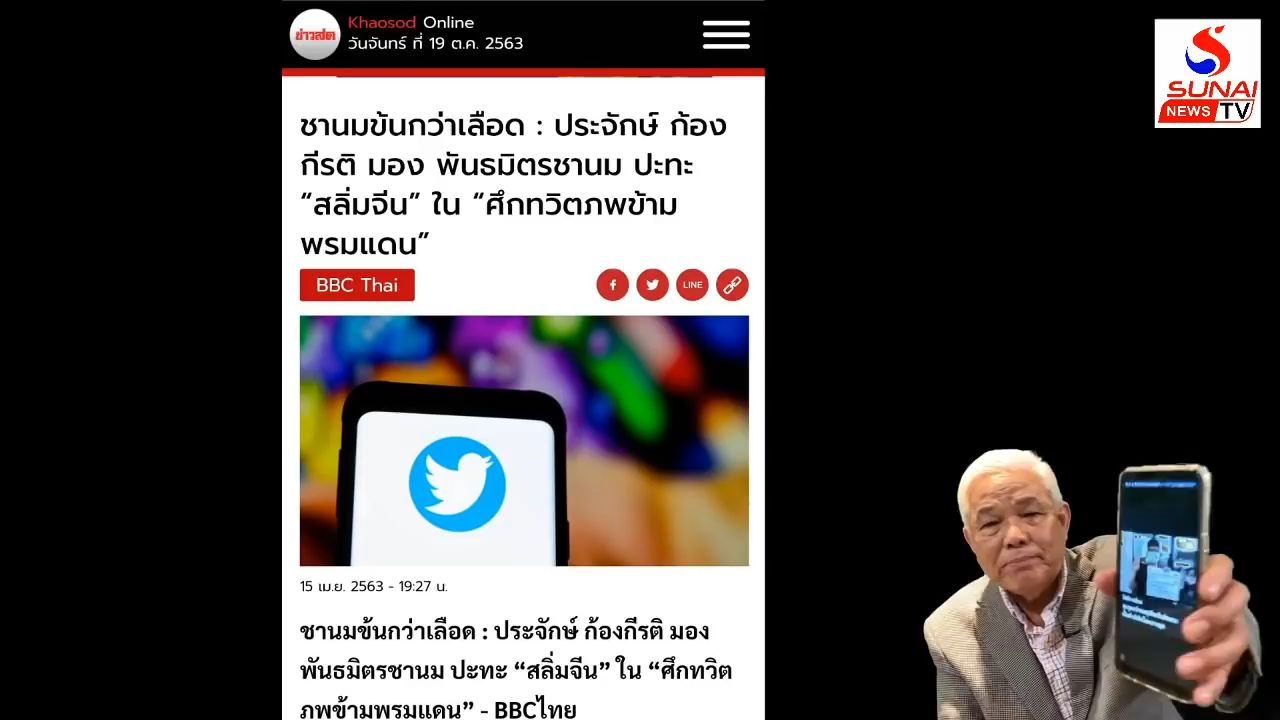 ข่าวสด
Khaosod Online
วันจันทร์ ที่ 19 ต.ค. 2563
SUNAI
NEWS TV
ชานมข้นกว่าเลือด : ประจักษ์ ก้อง
กีรติ มอง พันธมิตรชานม ปะทะ
“สลิ่มจีน” ใน “ศึกทวิตภพข้าม
พรมแดน”
BBC Thai
LINE
15 เม.ย. 2563 - 19:27 น.
ชานมข้นกว่าเลือด : ประจักษ์ ก้องกีรติ มอง
พันธมิตรชานม ปะทะ “สลิ่มจีน” ใน “ศึกทวิต
ภพข้ามพรมแดน” - BBCไทย